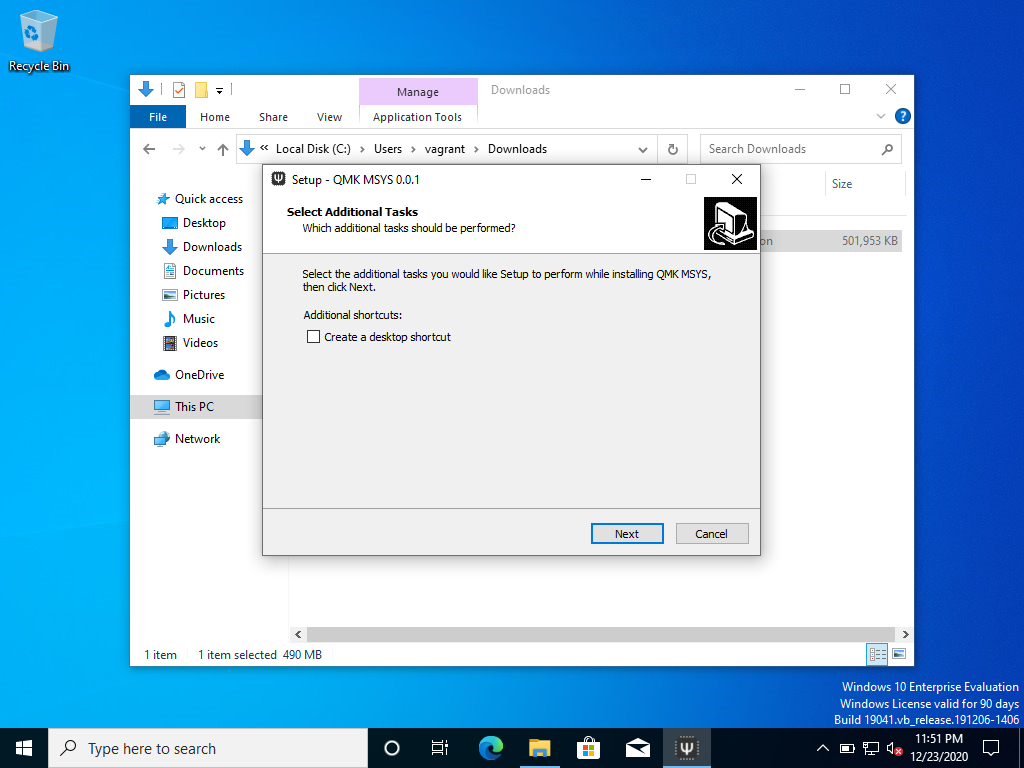 Recycle Bin
Manage
Downloads
File
Home
Share
View
Application Tools
« Local Disk (C:) > Users > vagrant > Downloads
Search Downloads
Quick access
Desktop
Downloads
Documents
Pictures
Music
Videos
OneDrive
This PC
Network
Size
on
501,953 KB
Setup - QMK MSYS 0.0.1
Select Additional Tasks
Which additional tasks should be performed?
Select the additional tasks you would like Setup to perform while installing QMK MSYS,
then click Next.
Additional shortcuts:
Create a desktop shortcut
Next
Cancel
1 item
1 item selected 490 MB
Windows 10 Enterprise Evaluation
Windows License valid for 90 days
Build 19041.vb_release.191206-1406
Type here to search
11:51 PM
12/23/2020